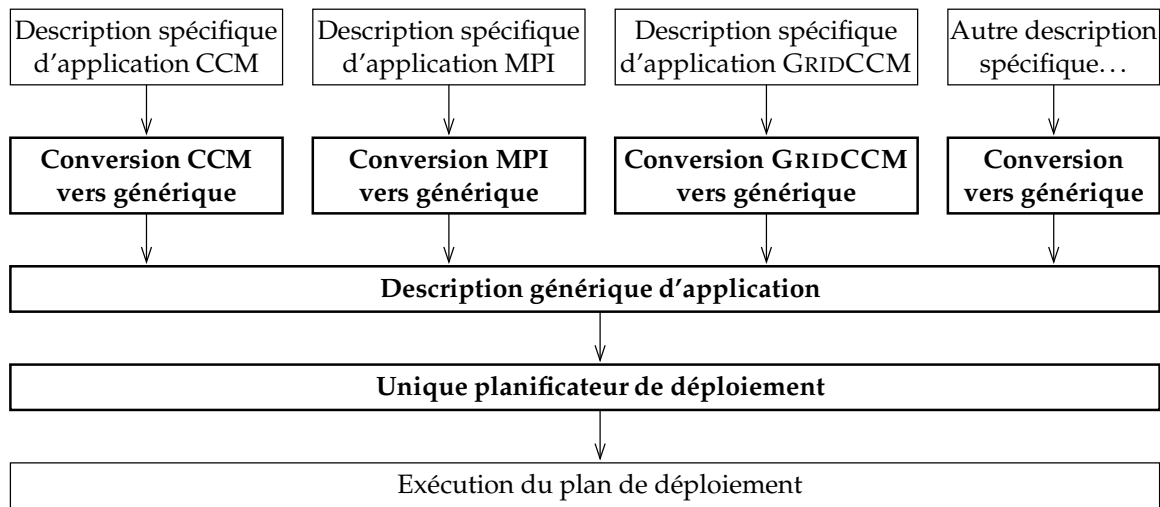 Description spécifique
d'application CCM
Description spécifique
d'application MPI
Description spécifique
d'application GRIDCCM
Autre description
spécifique…
Conversion CCM
vers générique
Conversion MPI
vers générique
Conversion GRIDCCM
vers générique
Conversion
vers générique
Description générique d'application
Unique planificateur de déploiement
Exécution du plan de déploiement